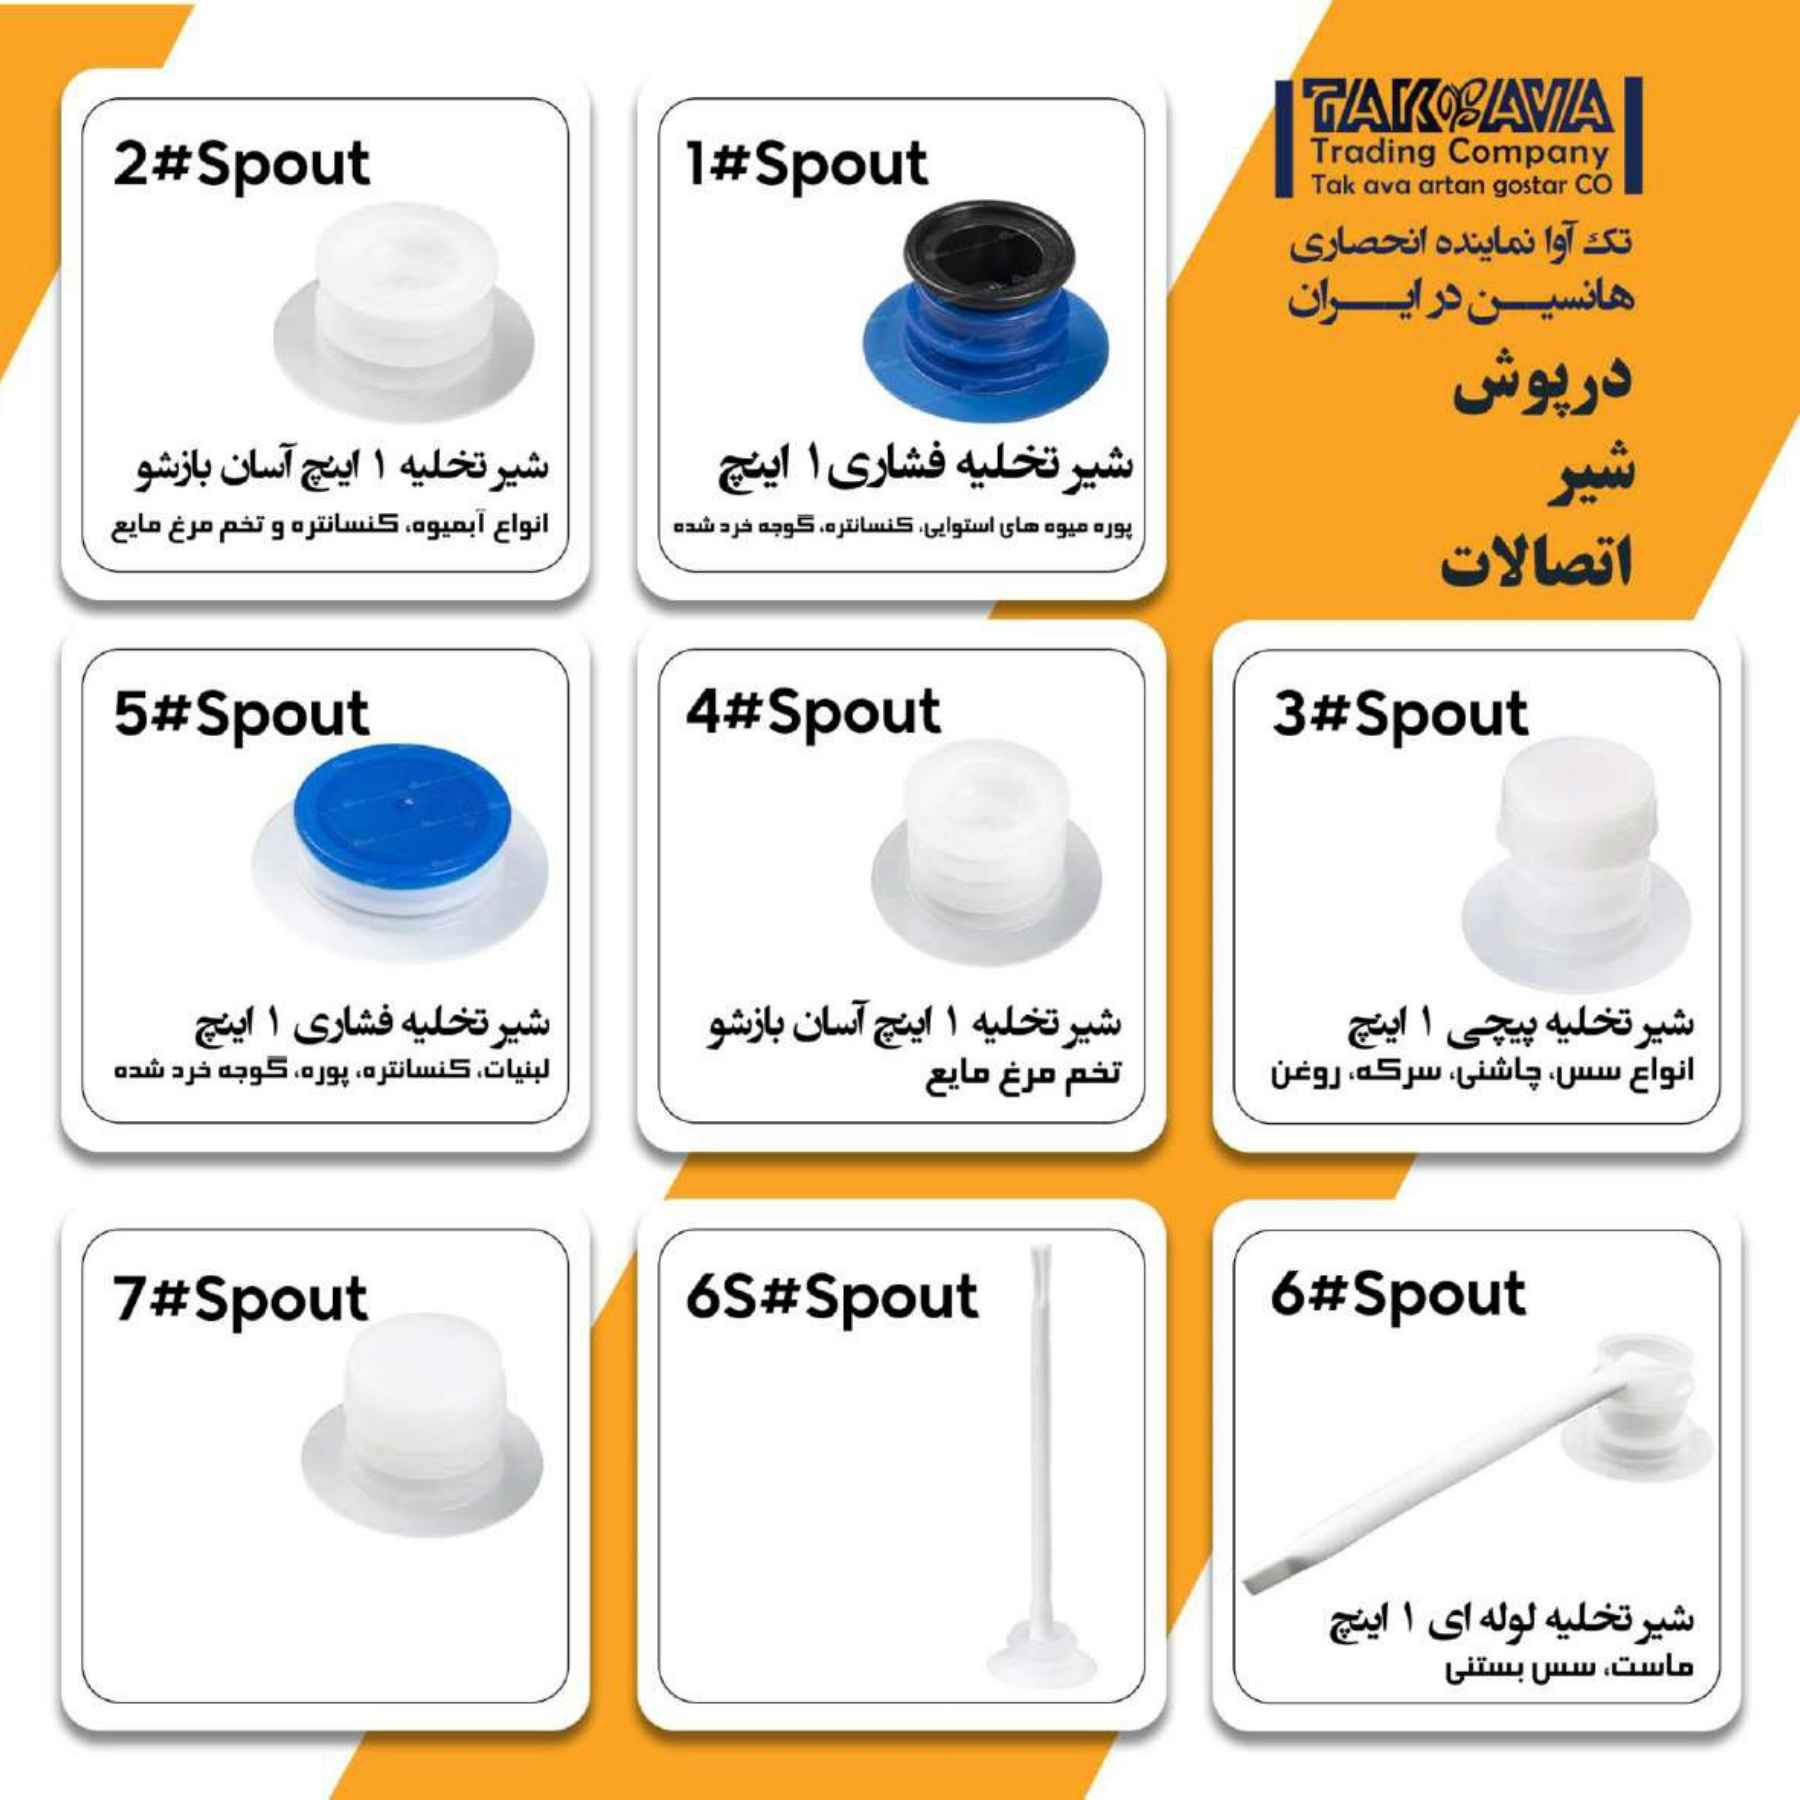 TAK AVA
Trading Company
Tak ava artan gostar CO
تک آوا نماینده انحصاری
هانسیـــن در ایـــران
درپوش
شیر
اتصالات
1#Spout
شیر تخلیه فشاری ۱ اینچ
پوره میوه های استوایی، کنسانتره، گوجه خرد شده
2#Spout
شیر تخلیه ۱ اینچ آسان بازشو
انواع آبمیوه، کنسانتره و تخم مرغ مایع
3#Spout
شیر تخلیه پیچی ۱ اینچ
انواع سس، چاشنی، سرکه، روغن
4#Spout
شیر تخلیه ۱ اینچ آسان بازشو
تخم مرغ مایع
5#Spout
شیر تخلیه فشاری ۱ اینچ
لبنیات، کنسانتره، پوره، گوجه خرد شده
6#Spout
شیر تخلیه لوله ای ۱ اینچ
ماست، سس بستنی
6S#Spout
7#Spout